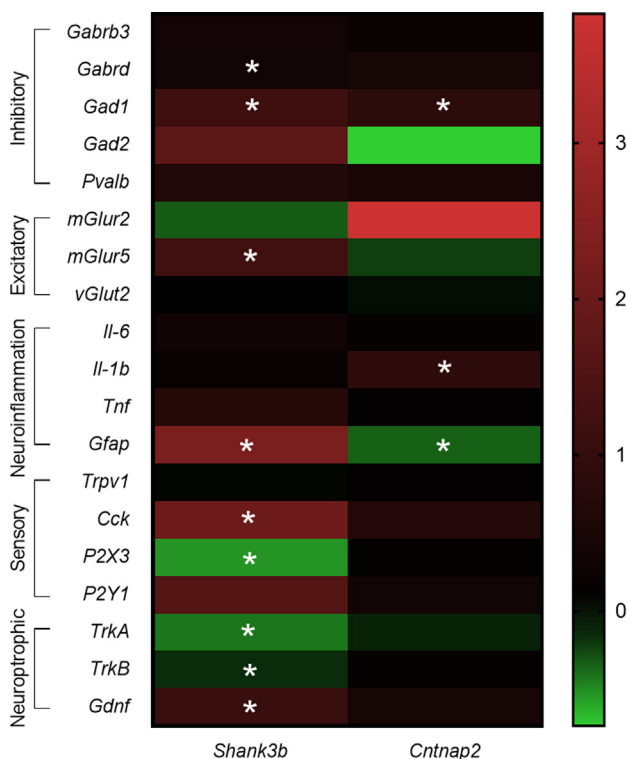 Inhibitory
Gabrb3
Gabrd
*
Gad1
*
*
Gad2
Pvalb
Excitatory
mGlur2
mGlur5
*
vGlut2
Neuroinflammation
Il-6
Il-1b
*
Tnf
Gfap
*
*
Sensory
Trpv1
Cck
*
P2X3
*
P2Y1
Neuroptrophic
TrkA
*
TrkB
*
Gdnf
*
Shank3b
Cntnap2
3
2
1
0